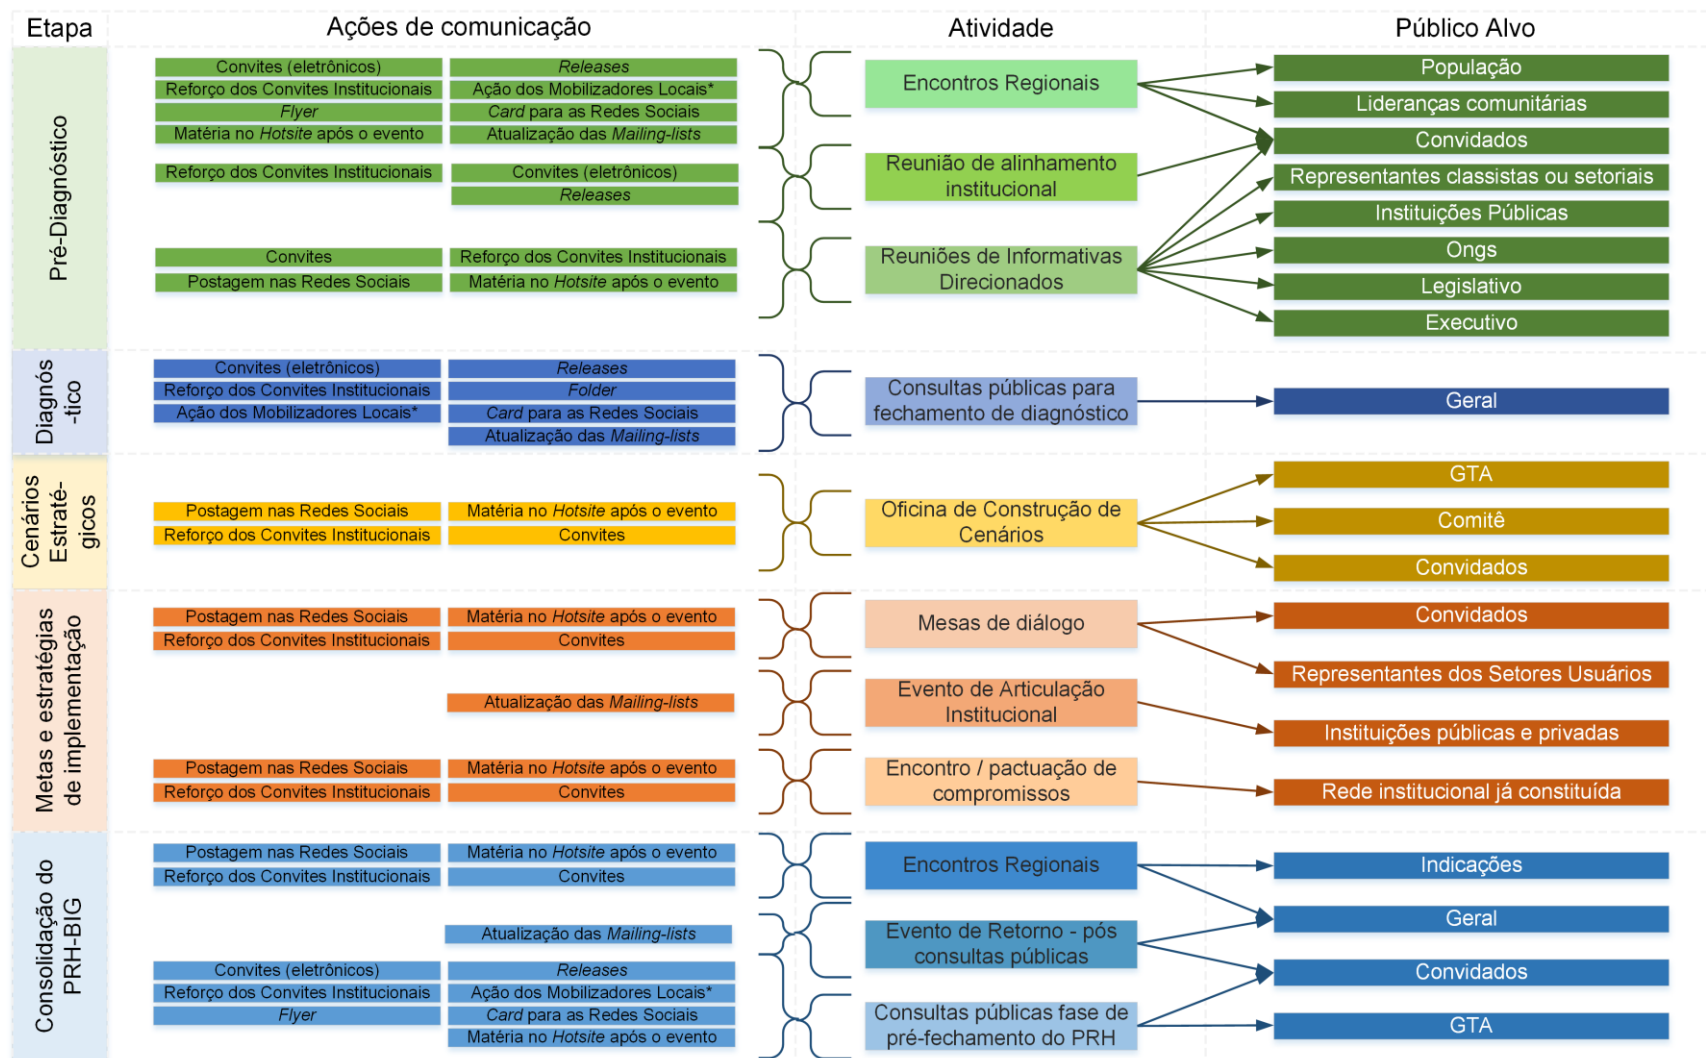 Etapa
Ações de comunicação
Atividade
Público Alvo
Pré-Diagnóstico
Convites (eletrônicos)
Releases
Reforço dos Convites Institucionais
Ação dos Mobilizadores Locais*
Flyer
Card para as Redes Sociais
Matéria no Hotsite após o evento
Atualização das Mailing-lists
Encontros Regionais
População
Lideranças comunitárias
Convidados
Reforço dos Convites Institucionais
Convites (eletrônicos)
Releases
Reunião de alinhamento
institucional
Representantes classistas ou setoriais
Instituições Públicas
Convites
Reforço dos Convites Institucionais
Postagem nas Redes Sociais
Matéria no Hotsite após o evento
Reuniões de Informativas
Direcionados
Ongs
Legislativo
Executivo
Diagnós
-tico
Convites (eletrônicos)
Releases
Reforço dos Convites Institucionais
Folder
Ação dos Mobilizadores Locais*
Card para as Redes Sociais
Atualização das Mailing-lists
Consultas públicas para
fechamento de diagnóstico
Geral
Cenários
Estraté-
gicos
Postagem nas Redes Sociais
Matéria no Hotsite após o evento
Reforço dos Convites Institucionais
Convites
Oficina de Construção de
Cenários
GTA
Comitê
Convidados
Metas e estratégias
de implementação
Postagem nas Redes Sociais
Matéria no Hotsite após o evento
Reforço dos Convites Institucionais
Convites
Mesas de diálogo
Convidados
Representantes dos Setores Usuários
Atualização das Mailing-lists
Evento de Articulação
Institucional
Instituições públicas e privadas
Postagem nas Redes Sociais
Matéria no Hotsite após o evento
Reforço dos Convites Institucionais
Convites
Encontro / pactuação de
compromissos
Rede institucional já constituída
Consolidação do
PRH-BIG
Postagem nas Redes Sociais
Matéria no Hotsite após o evento
Reforço dos Convites Institucionais
Convites
Encontros Regionais
Indicações
Geral
Atualização das Mailing-lists
Evento de Retorno - pós
consultas públicas
Convidados
Convites (eletrônicos)
Releases
Reforço dos Convites Institucionais
Ação dos Mobilizadores Locais*
Flyer
Card para as Redes Sociais
Matéria no Hotsite após o evento
Consultas públicas fase de
pré-fechamento do PRH
GTA